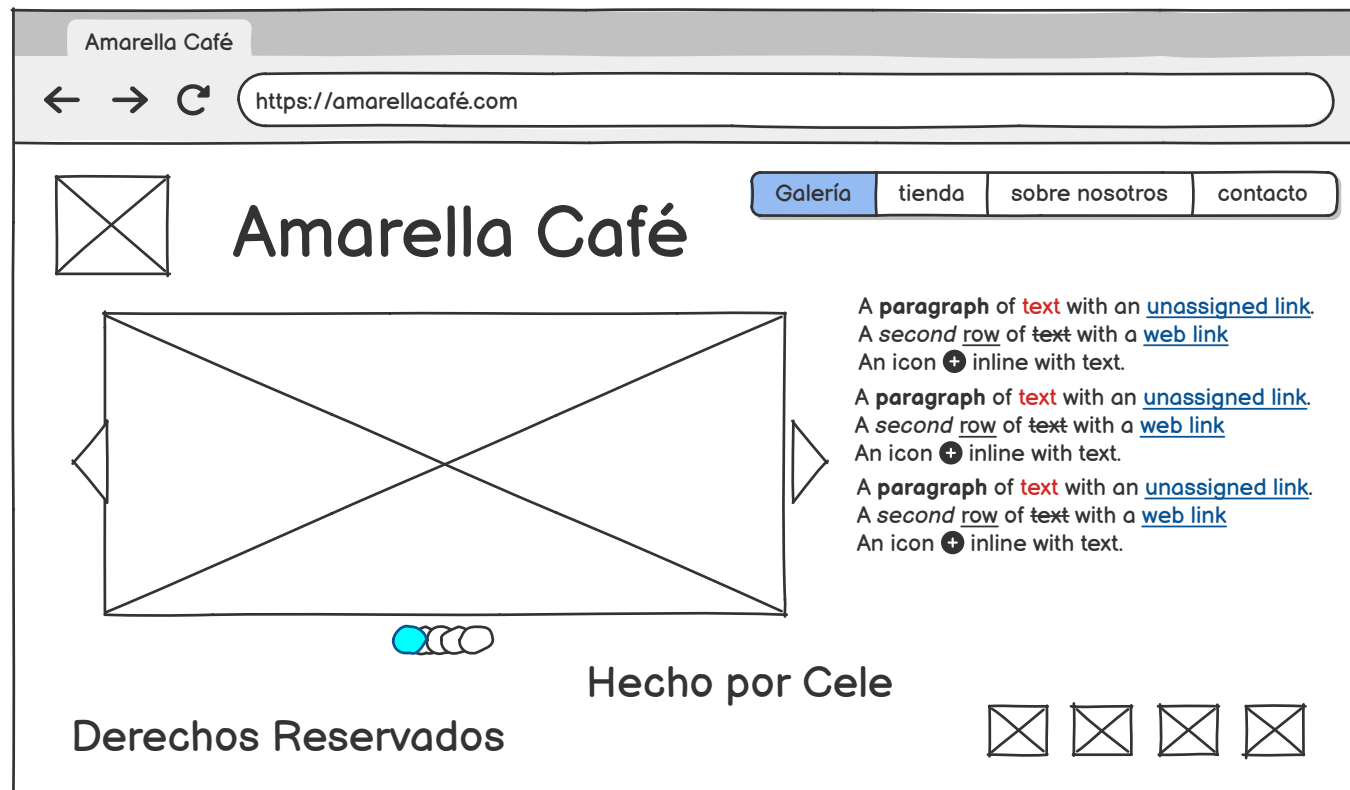 Amarella Café
https://amarellacafé.com
Galería tienda sobre nosotros contacto
Amarella Café
A paragraph of text with an unassigned link.
A second row of text with a web link
An icon + inline with text.
A paragraph of text with an unassigned link.
A second row of text with a web link
An icon + inline with text.
A paragraph of text with an unassigned link.
A second row of text with a web link
An icon + inline with text.
Hecho por Cele
Derechos Reservados